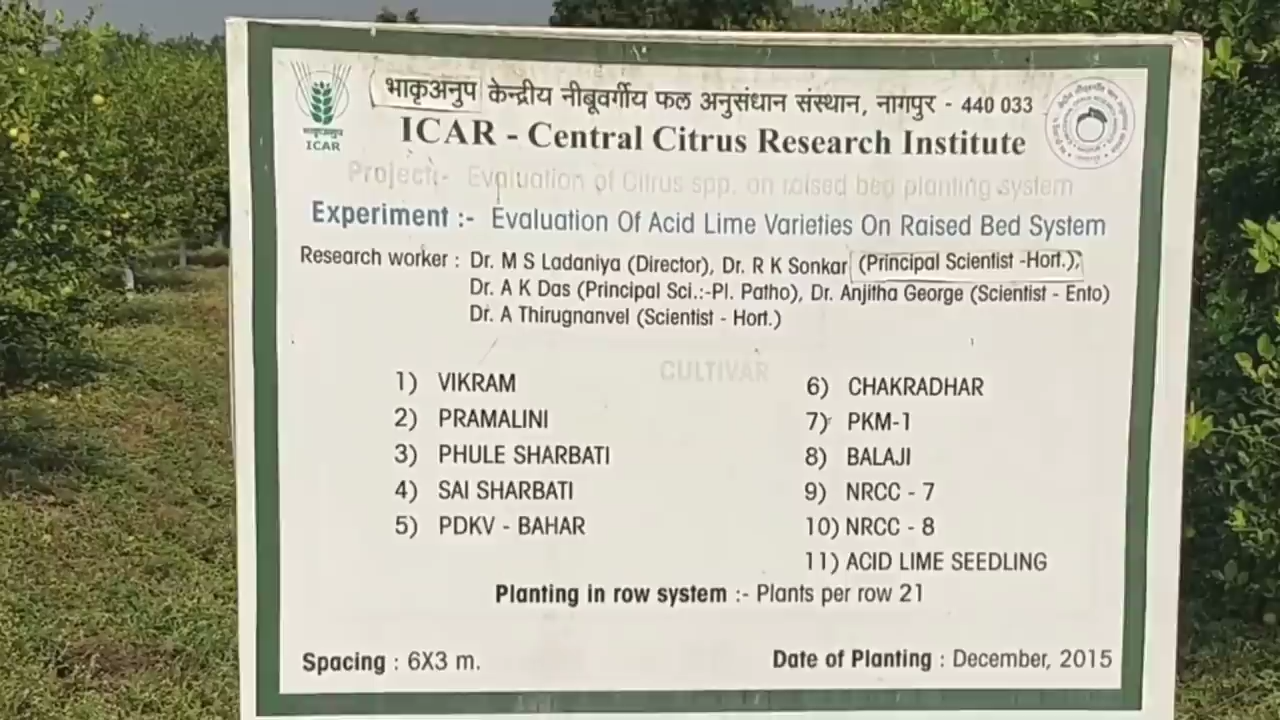 भाकृअनुप केन्द्रीय नीबूवर्गीय फल अनुसंधान संस्थान, नागपुर - 440 033
भाकृअनुप
ICAR
ICAR - Central Citrus Research Institute
Project:- Evaluation of Citrus spp. on raised bed planting system
Experiment :- Evaluation Of Acid Lime Varieties On Raised Bed System
Research worker : Dr. M S Ladaniya (Director), Dr. R K Sonkar (Principal Scientist -Hort.),
Dr. A K Das (Principal Sci.:-Pl. Patho), Dr. Anjitha George (Scientist - Ento)
Dr. A Thirugnanvel (Scientist - Hort.)
CULTIVAR
1) VIKRAM
2) PRAMALINI
3) PHULE SHARBATI
4) SAI SHARBATI
5) PDKV - BAHAR
6) CHAKRADHAR
7) PKM-1
8) BALAJI
9) NRCC - 7
10) NRCC - 8
11) ACID LIME SEEDLING
Planting in row system :- Plants per row 21
Spacing : 6X3 m.
Date of Planting : December, 2015